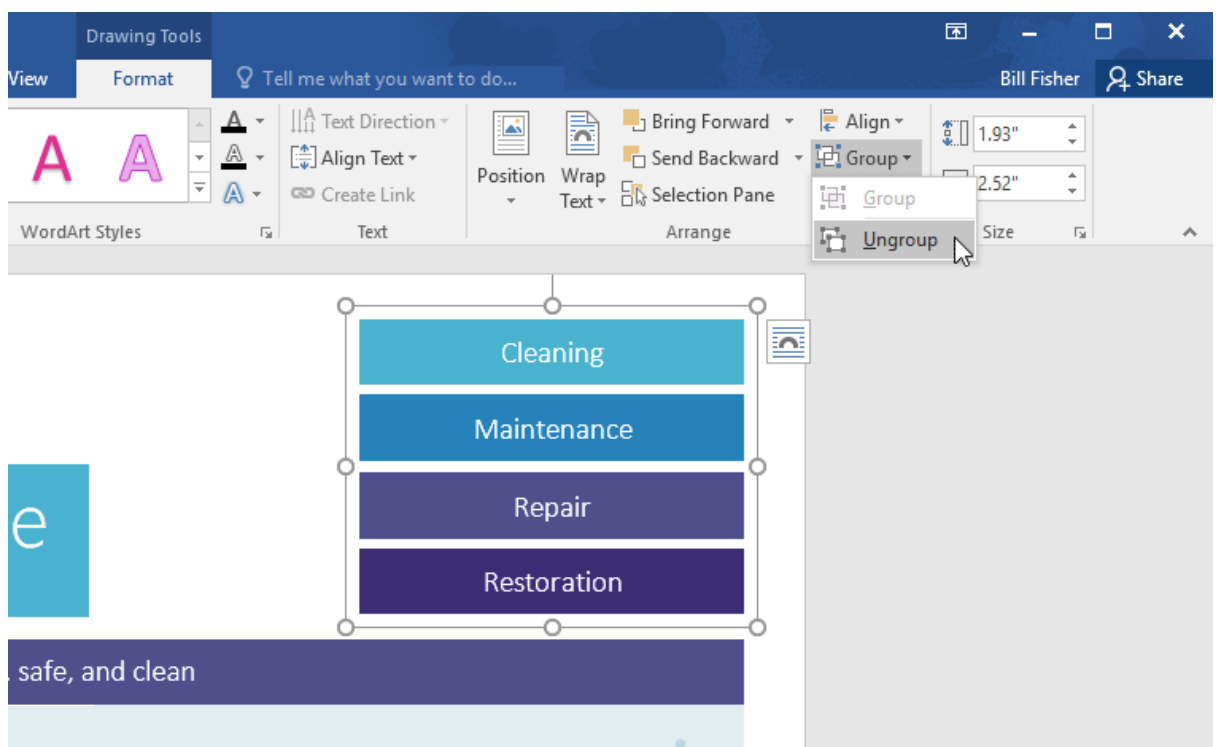 Drawing Tools
View Format Tell me what you want to do... Bill Fisher Share
A A A Text Direction Bring Forward Align 1.93"
A Align Text Send Backward Group 2.52"
A Create Link Position Wrap Text Selection Pane Group
WordArt Styles Text Arrange Ungroup Size
Cleaning
Maintenance
Repair
e
Restoration
safe, and clean